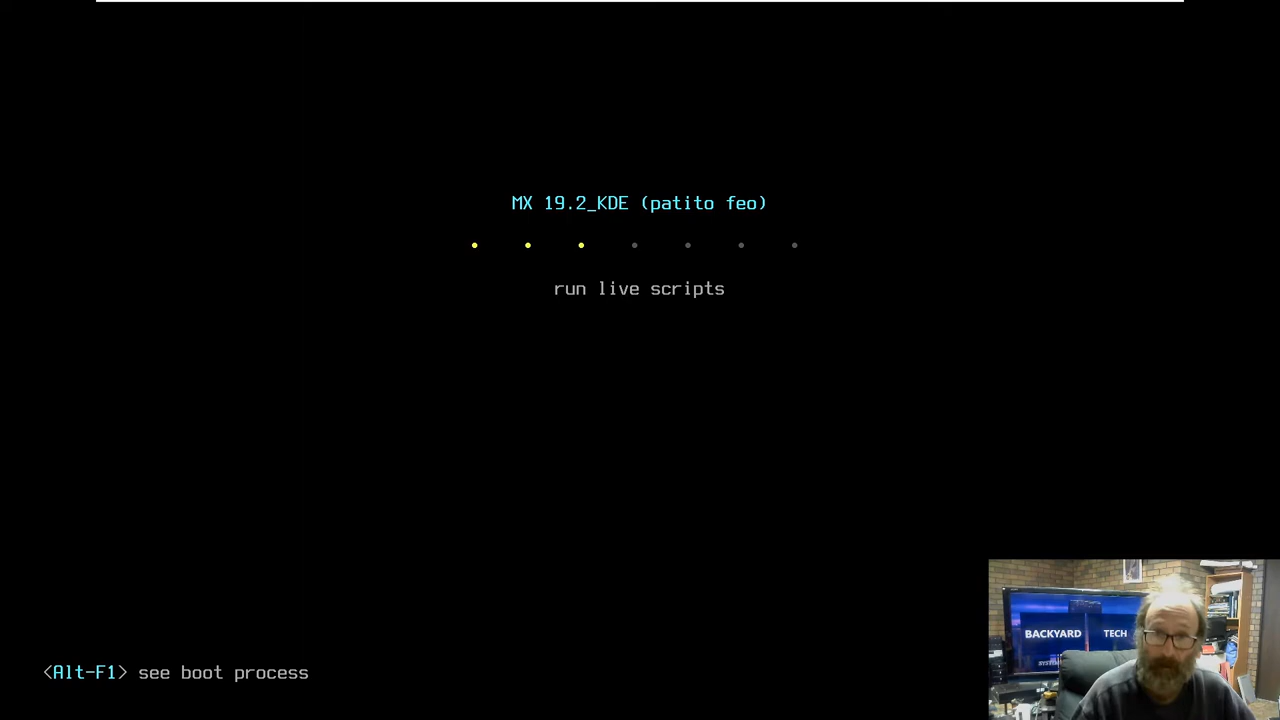 MX 19.2_KDE (patito feo)
run live scripts
BACKYARD TECH
<Alt-F1> see boot process